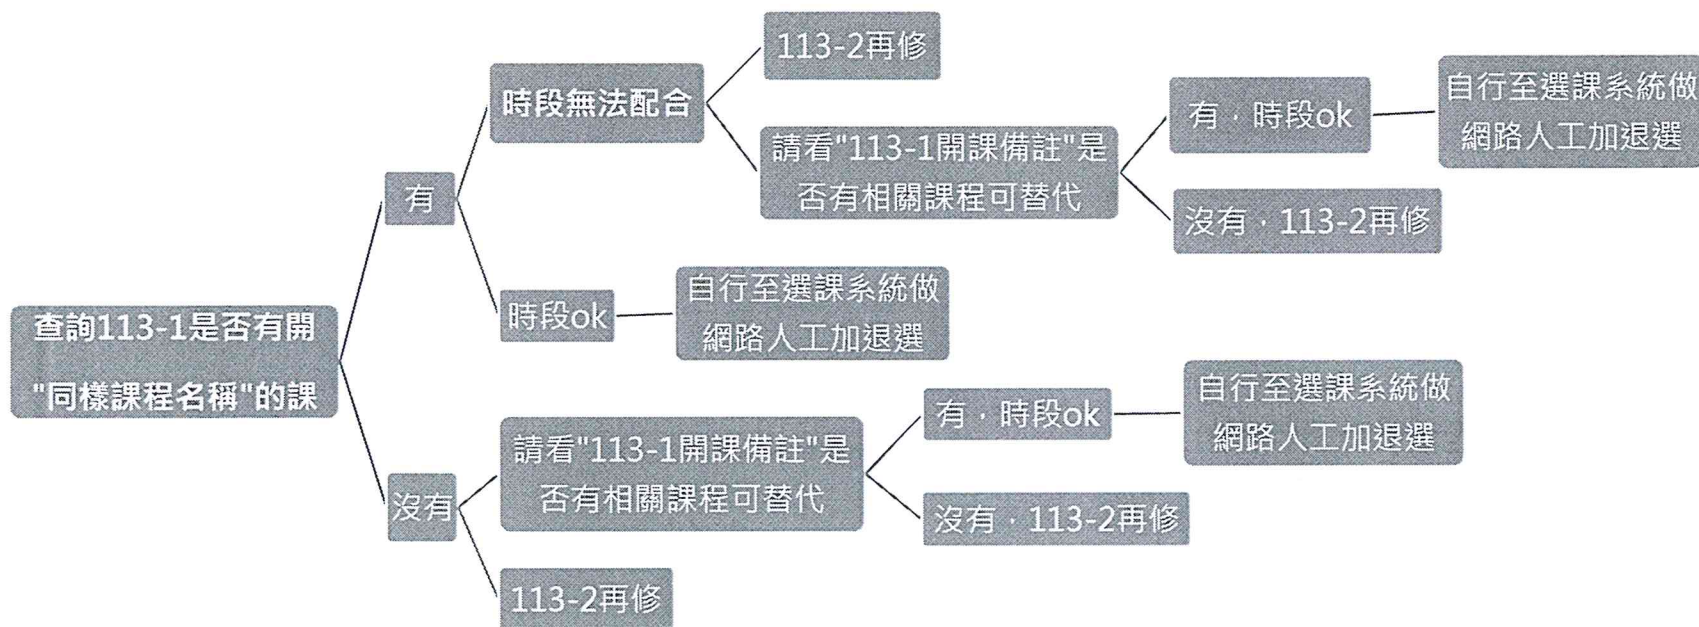 查詢113-1是否有開
"同樣課程名稱"的課
有
時段無法配合
113-2再修
請看"113-1開課備註"是
否有相關課程可替代
有，時段ok
自行至選課系統做
網路人工加退選
沒有，113-2再修
時段ok
自行至選課系統做
網路人工加退選
沒有
請看"113-1開課備註"是
否有相關課程可替代
有，時段ok
自行至選課系統做
網路人工加退選
沒有，113-2再修
113-2再修